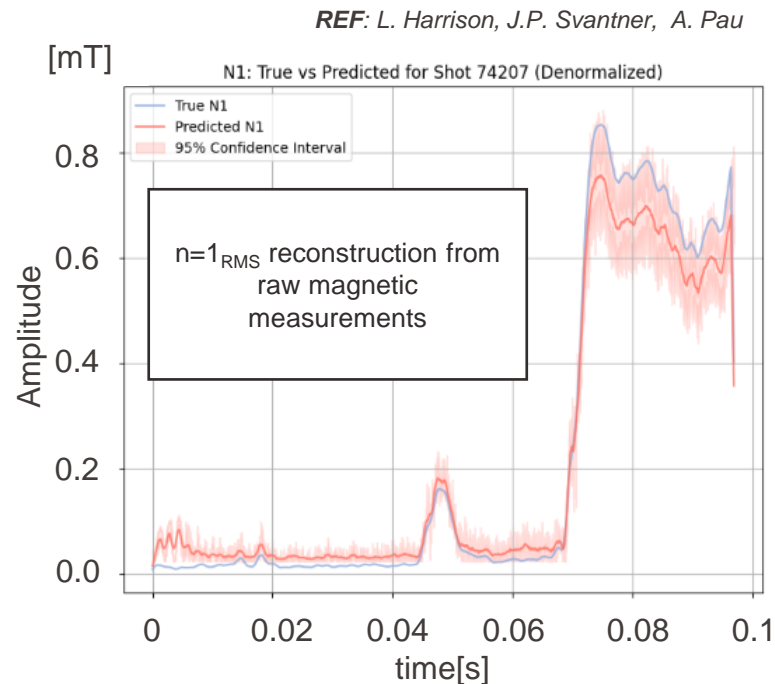 REF: L. Harrison, J.P. Svantner, A. Pau
[mT]
N1: True vs Predicted for Shot 74207 (Denormalized)
True N1
Predicted N1
95% Confidence Interval
n=1RMS reconstruction from
raw magnetic
measurements
Amplitude
0.8
0.6
0.4
0.2
0.0
0 0.02 0.04 0.06 0.08 0.1
time[s]